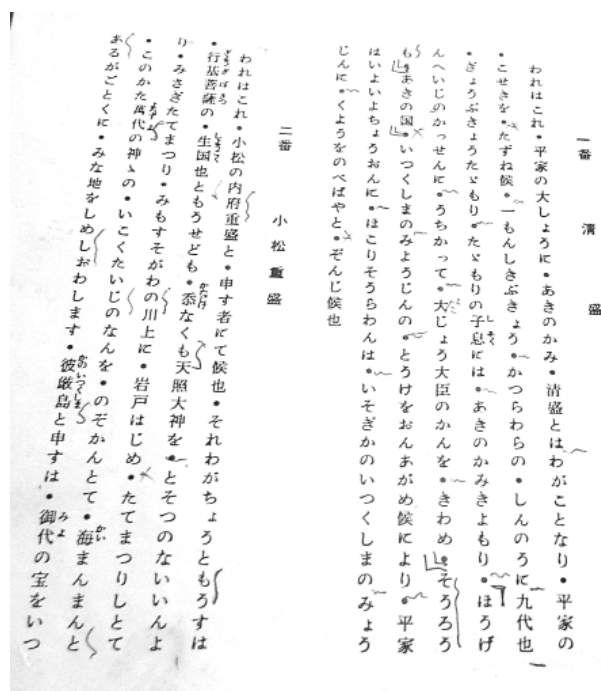 一番　清盛
われはこれ・平家の大しょうに・あきのかみ・清盛とはわがことなり・平家の
・こせきを・たずね候・一もんしきぶきょう・かつらわらの・しんのうに九代也
・ぎょうぶきょうたゞもり・たゞもりの子息には・あきのかみきよもり・ほうげ
んへいじのかっせんに・うちかって・大じょう大臣のかんを・きわめ・そうろう
も・あきの国・いつくしまのみょうじんの・とうけをおんあがめ候により・平家
はいよいよちょうおんに・ほこりそうらわんは・いそぎかのいつくしまのみょう
じんに・くようをのべばやと・ぞんじ候也
二番　小松重盛
われはこれ・小松の内府重盛と・申す者にて候也・それわがちょうともうすは
・行基菩薩の・生国也ともうせども・忝なくも天照大神を・とそつのないいんよ
り・みさぎたてまつり・みもすそがわの川上に・岩戸はじめ・たてまつりしとて
・このかた萬代の神ゝの・いこくたいじのなんを・のぞかんとて・海まんまんと
あるがごとくに・みな地をしめしおわします・彼厳島と申すは・御代の宝をいつ